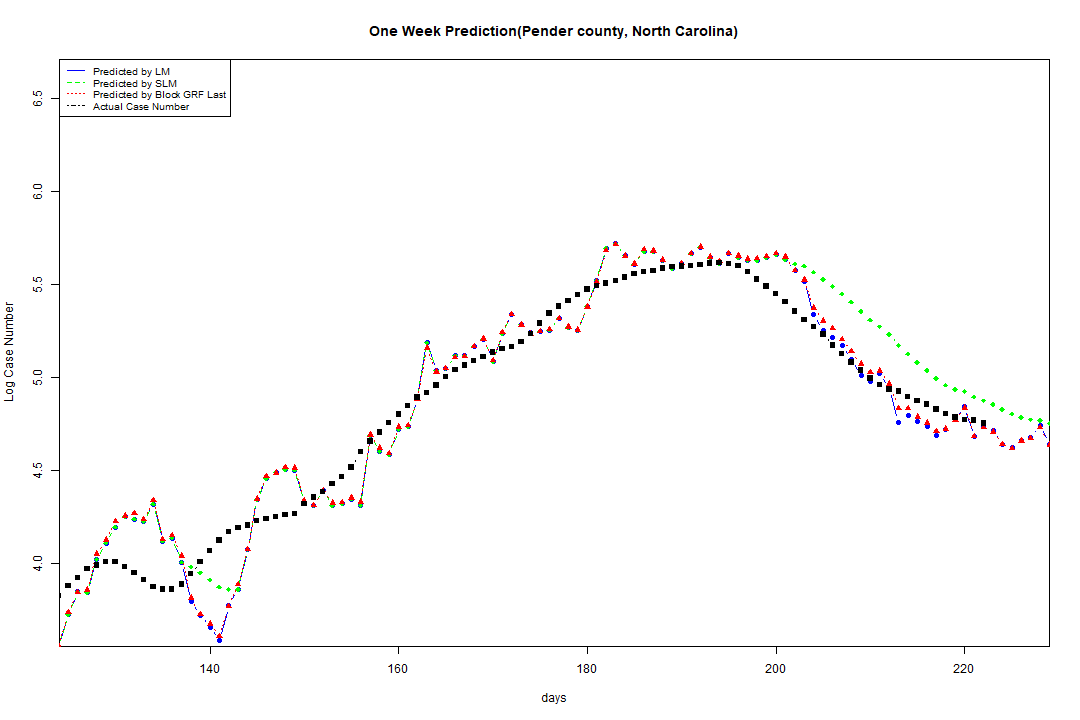 One Week Prediction(Pender county, North Carolina)
Predicted by LM
Predicted by SLM
Predicted by Block GRF Last
Actual Case Number
6.5
6.0
5.5
5.0
4.5
4.0
Log Case Number
140 160 180 200 220
days